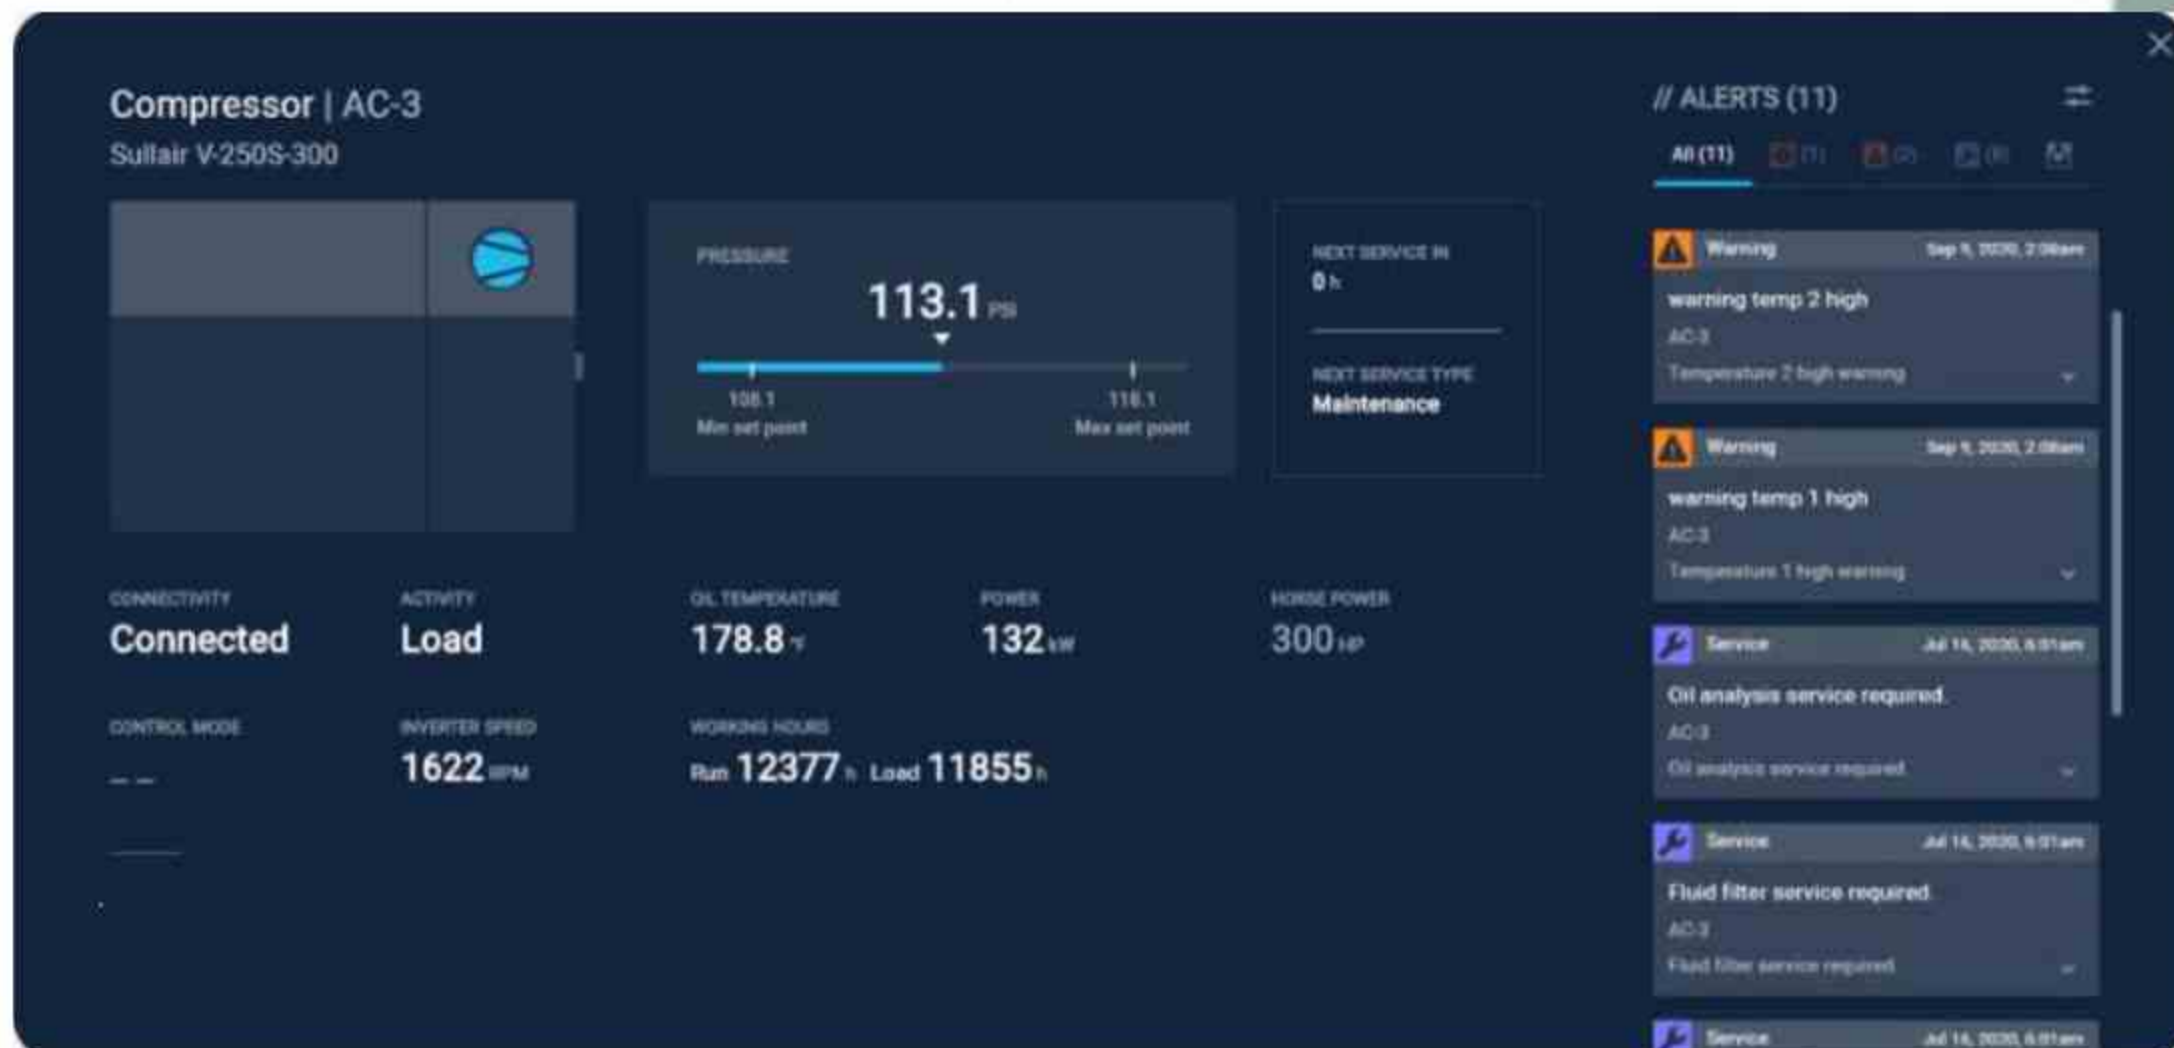 Compressor | AC-3
Sullair V-250S-300
PRESSURE
113.1 PSI
108.1
Min set point
118.1
Max set point
NEXT SERVICE IN
0 h
NEXT SERVICE TYPE
Maintenance
CONNECTIVITY
Connected
ACTIVITY
Load
OIL TEMPERATURE
178.8 °F
POWER
132 kW
HORSE POWER
300 HP
CONTROL MODE
_ _
INVERTER SPEED
1622 RPM
WORKING HOURS
Run 12377 h Load 11855 h
// ALERTS (11)
All (11) (1) (2) (8)
Warning Sep 9, 2020, 2:08am
warning temp 2 high
AC-3
Temperature 2 high warning
Warning Sep 9, 2020, 2:08am
warning temp 1 high
AC-3
Temperature 1 high warning
Service Jul 16, 2020, 6:01am
Oil analysis service required.
AC-3
Oil analysis service required.
Service Jul 16, 2020, 6:01am
Fluid filter service required.
AC-3
Fluid filter service required.
Service Jul 16, 2020, 6:01am